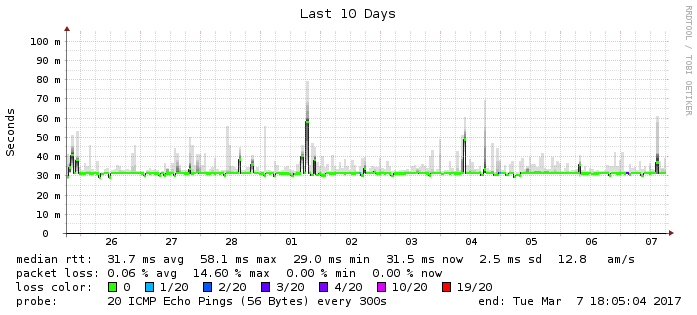 Last 10 Days
RRDTOOL / TOBI OETIKER
Seconds
100 m
90 m
80 m
70 m
60 m
50 m
40 m
30 m
20 m
10 m
0
26 27 28 01 02 03 04 05 06 07
median rtt: 31.7 ms avg 58.1 ms max 29.0 ms min 31.5 ms now 2.5 ms sd 12.8 am/s
packet loss: 0.06 % avg 14.60 % max 0.00 % min 0.00 % now
loss color: 0 1/20 2/20 3/20 4/20 10/20 19/20
probe: 20 ICMP Echo Pings (56 Bytes) every 300s end: Tue Mar 7 18:05:04 2017